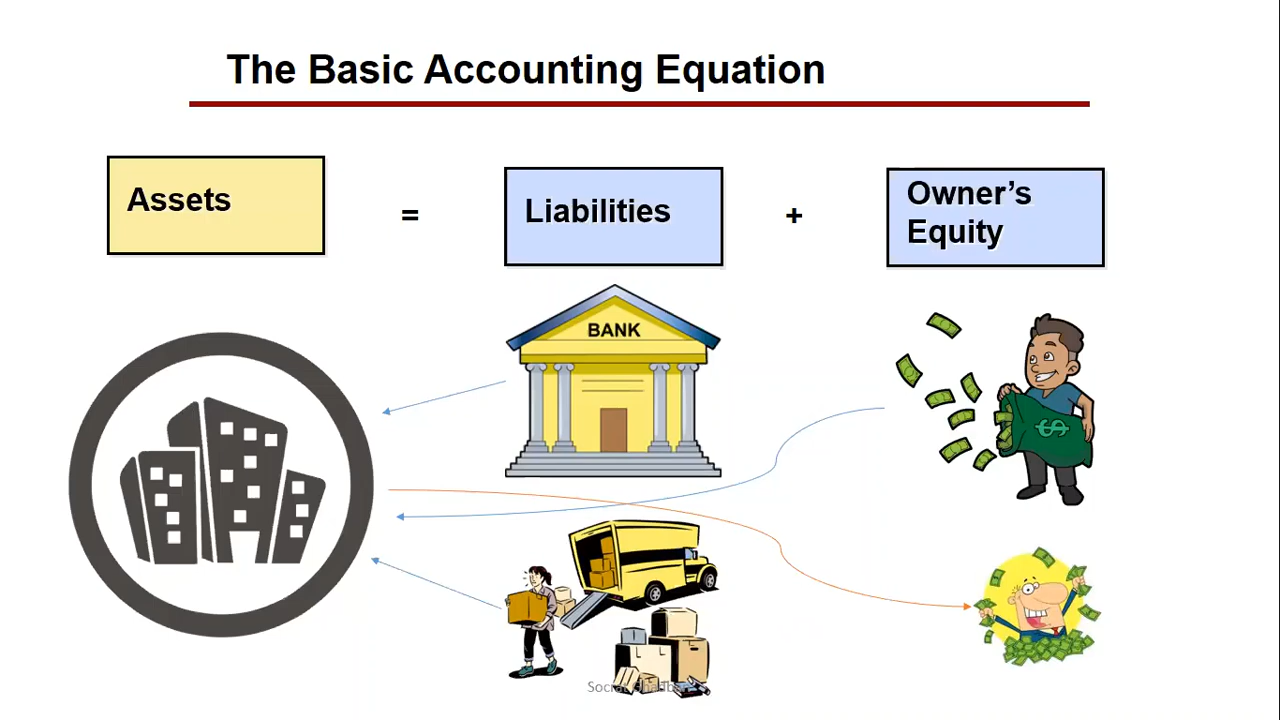 The Basic Accounting Equation
Assets
=
Liabilities
+
Owner’s
Equity
BANK
$